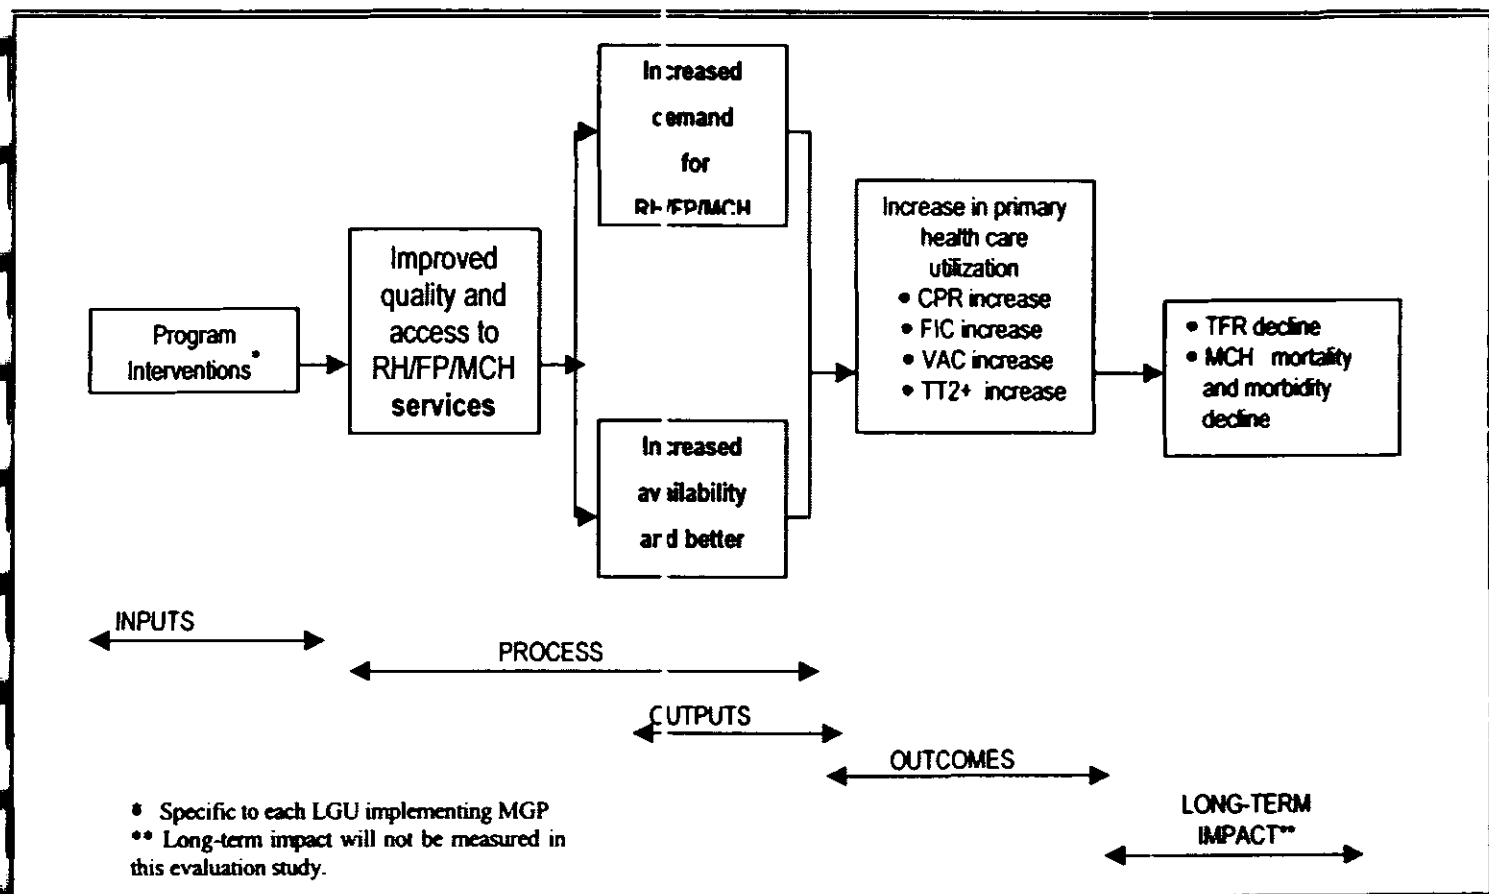 Increased
demand
for
RH/FP/MCH
Increase in primary
health care
utilization
• CPR increase
• FIC increase
• VAC increase
• TT2+ increase
Improved
quality and
access to
RH/FP/MCH
services
Program
Interventions*
• TFR decline
• MCH mortality
and morbidity
decline
Increased
availability
and better
INPUTS
PROCESS
OUTPUTS
OUTCOMES
LONG-TERM
IMPACT**
* Specific to each LGU implementing MGP
** Long-term impact will not be measured in
this evaluation study.